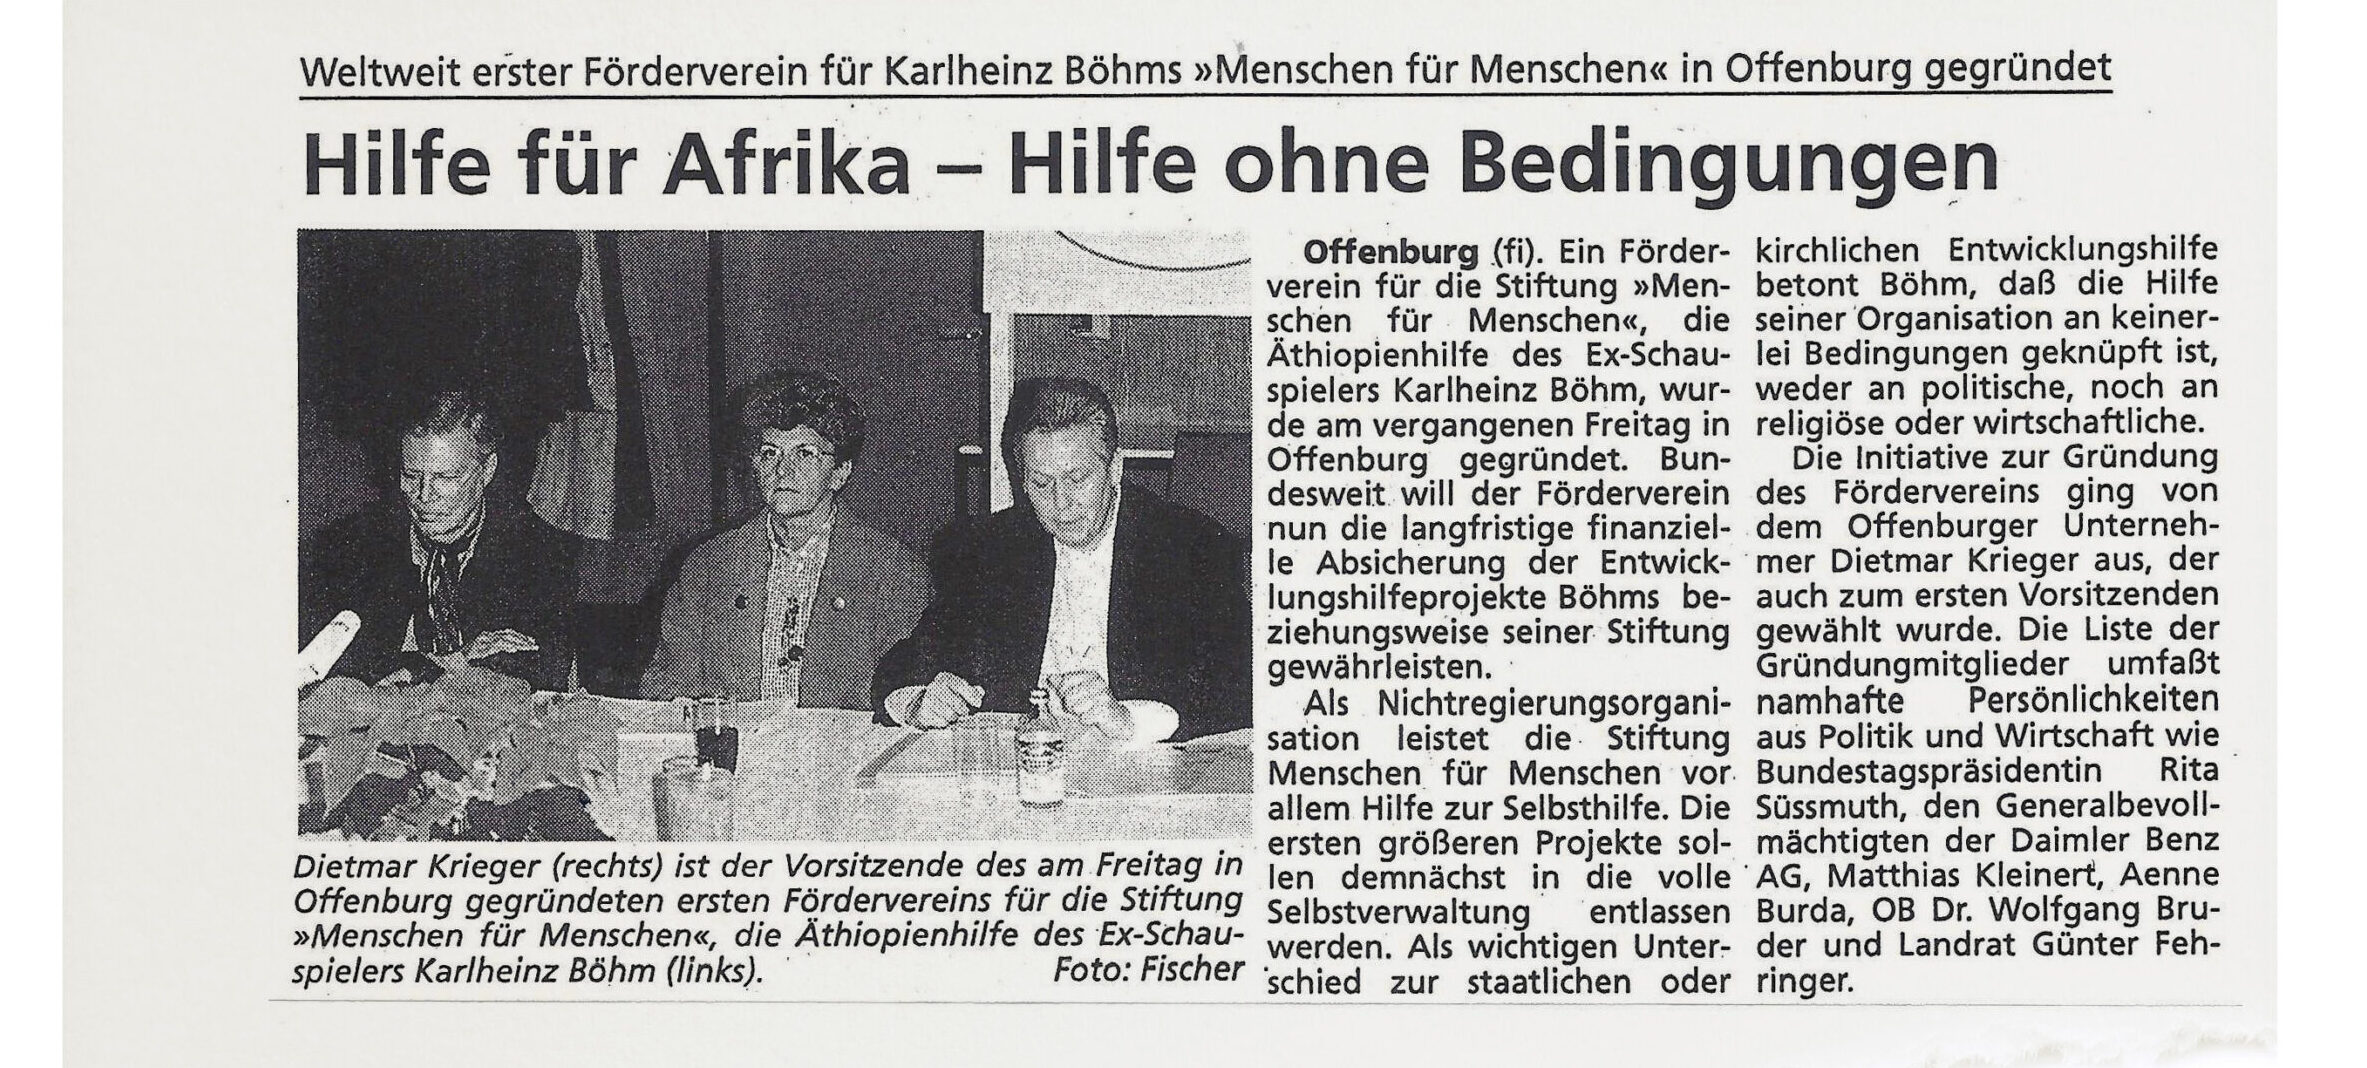 Weltweit erster Förderverein für Karlheinz Böhms »Menschen für Menschen« in Offenburg gegründet
Hilfe für Afrika – Hilfe ohne Bedingungen
Dietmar Krieger (rechts) ist der Vorsitzende des am Freitag in
Offenburg gegründeten ersten Fördervereins für die Stiftung
»Menschen für Menschen«, die Äthiopienhilfe des Ex-Schau-
spielers Karlheinz Böhm (links). Foto: Fischer
Offenburg (fi). Ein Förder-
verein für die Stiftung »Men-
schen für Menschen«, die
Äthiopienhilfe des Ex-Schau-
spielers Karlheinz Böhm, wur-
de am vergangenen Freitag in
Offenburg gegründet. Bun-
desweit will der Förderverein
nun die langfristige finanziel-
le Absicherung der Entwick-
lungshilfeprojekte Böhms be-
ziehungsweise seiner Stiftung
gewährleisten.
Als Nichtregierungsorgani-
sation leistet die Stiftung
Menschen für Menschen vor
allem Hilfe zur Selbsthilfe. Die
ersten größeren Projekte sol-
len demnächst in die volle
Selbstverwaltung entlassen
werden. Als wichtigen Unter-
schied zur staatlichen oder
kirchlichen Entwicklungshilfe
betont Böhm, daß die Hilfe
seiner Organisation an keiner-
lei Bedingungen geknüpft ist,
weder an politische, noch an
religiöse oder wirtschaftliche.
Die Initiative zur Gründung
des Fördervereins ging von
dem Offenburger Unterneh-
mer Dietmar Krieger aus, der
auch zum ersten Vorsitzenden
gewählt wurde. Die Liste der
Gründungmitglieder umfaßt
namhafte Persönlichkeiten
aus Politik und Wirtschaft wie
Bundestagspräsidentin Rita
Süssmuth, den Generalbevoll-
mächtigten der Daimler Benz
AG, Matthias Kleinert, Aenne
Burda, OB Dr. Wolfgang Bru-
der und Landrat Günter Feh-
ringer.